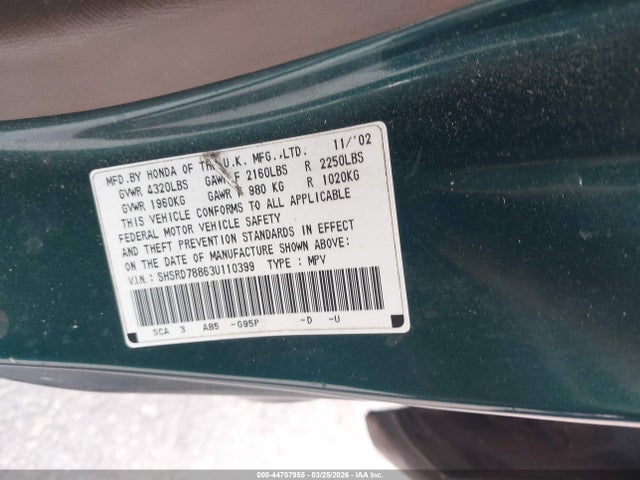 MFD.BY HONDA OF THE U.K. MFG.,LTD. 11/'02
GVWR 4320LBS GAWR F 2160LBS R 2250LBS
GVWR 1960KG GAWR F 980 KG R 1020KG
THIS VEHICLE CONFORMS TO ALL APPLICABLE
FEDERAL MOTOR VEHICLE SAFETY
AND THEFT PREVENTION STANDARDS IN EFFECT
ON THE DATE OF MANUFACTURE SHOWN ABOVE:
V.I.N.: SHSRD78863U110399 TYPE : MPV
SCA 3 AB5 -G95P -D -U
000-44707955 | 03/25/2026 | IAA Inc.